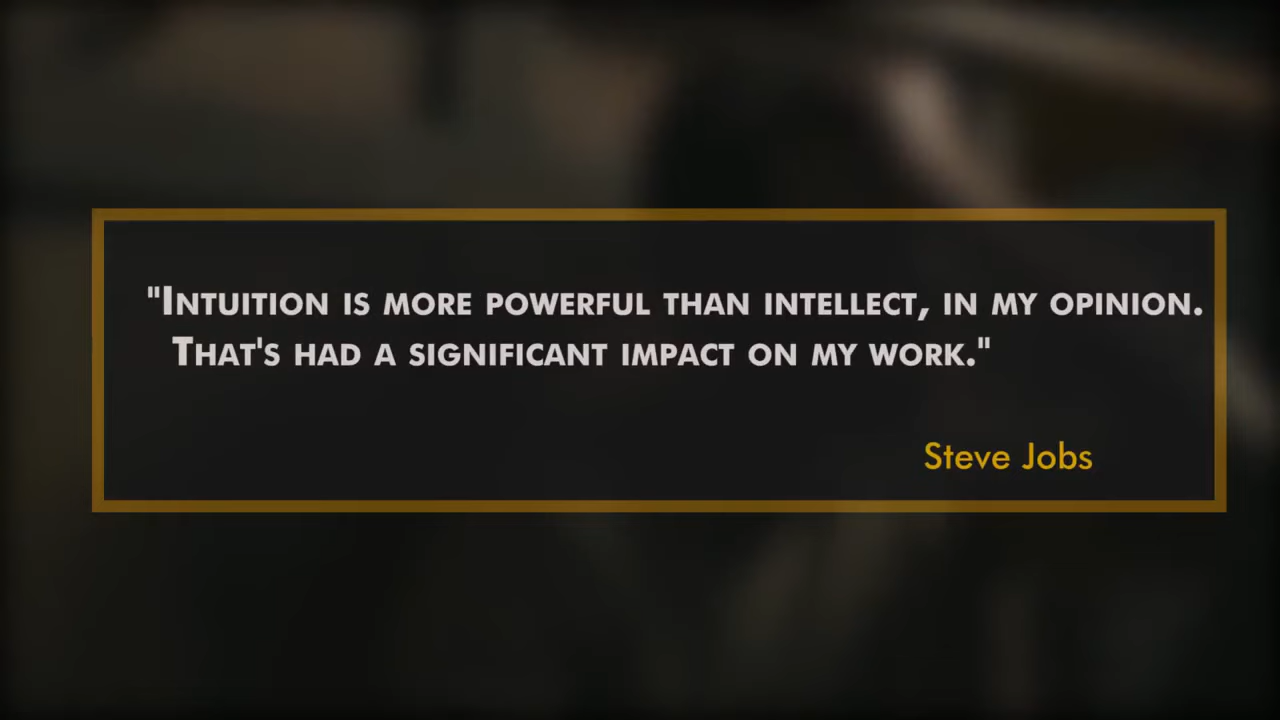 "Intuition is more powerful than intellect, in my opinion.
That's had a significant impact on my work."
Steve Jobs